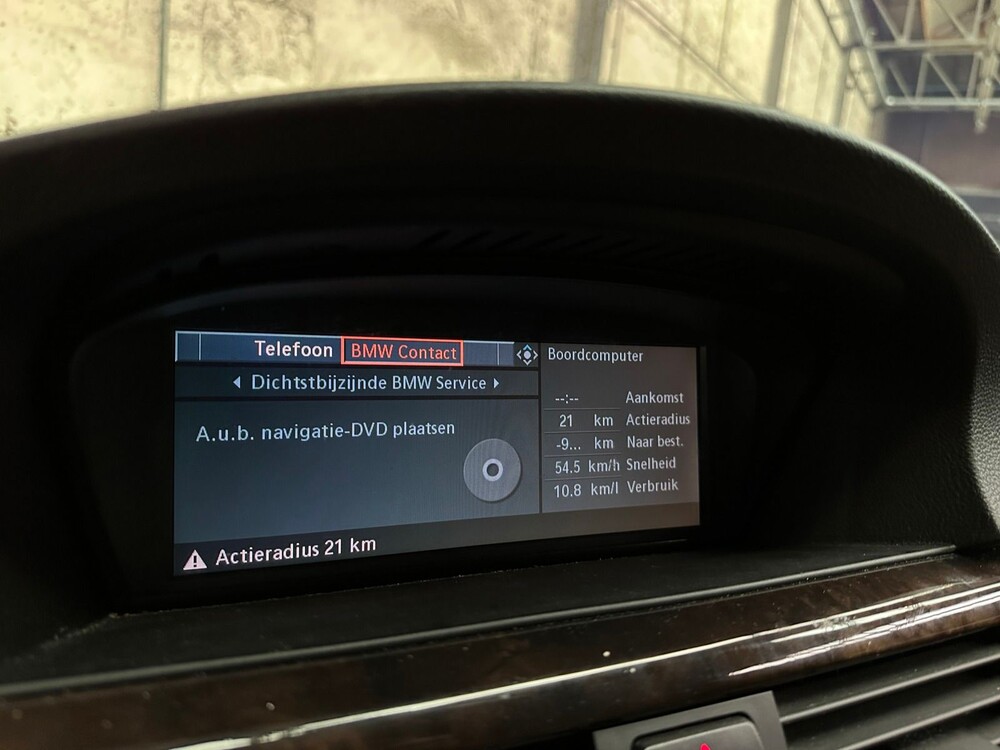 Telefoon BMW Contact
Dichtstbijzijnde BMW Service
A.u.b. navigatie-DVD plaatsen
Actieradius 21 km
Boordcomputer
--:-- Aankomst
21 km Actieradius
-9... km Naar best.
54.5 km/h Snelheid
10.8 km/l Verbruik